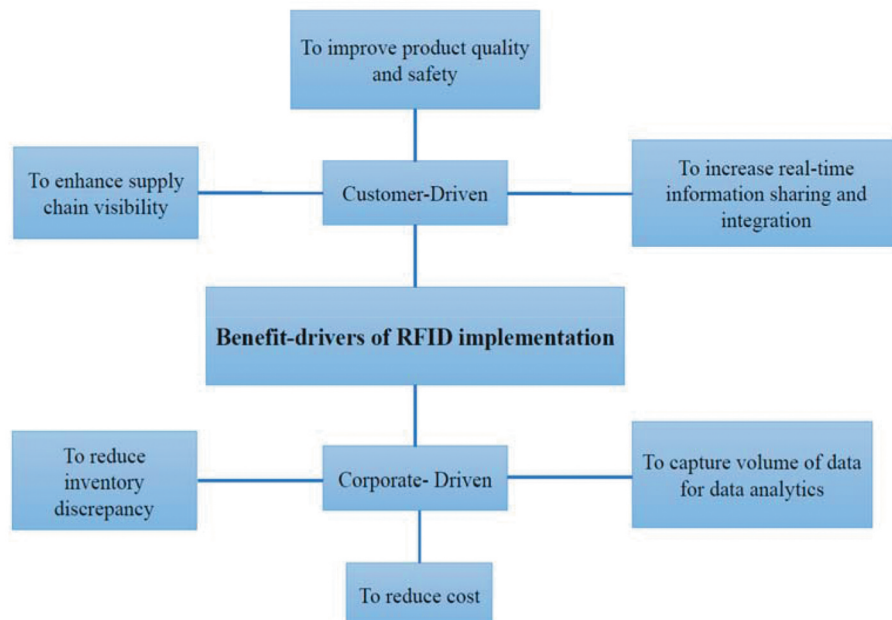 To improve product quality
and safety
To enhance supply
chain visibility
Customer-Driven
To increase real-time
information sharing and
integration
Benefit-drivers of RFID implementation
To reduce
inventory
discrepancy
Corporate- Driven
To capture volume of data
for data analytics
To reduce cost